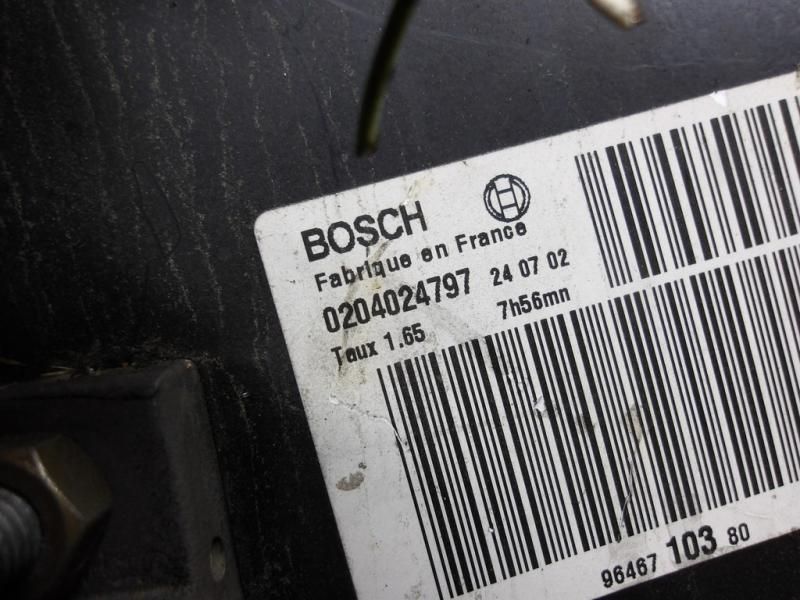 BOSCH
Fabrique en France
0204024797 24 07 02
Taux 1.65 7h56mn
96467 103 80